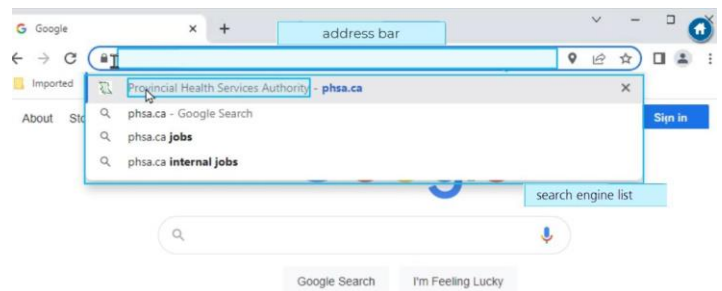 Google
address bar
Imported
Provincial Health Services Authority - phsa.ca
phsa.ca - Google Search
phsa.ca jobs
phsa.ca internal jobs
About
Sign in
search engine list
Google Search I'm Feeling Lucky